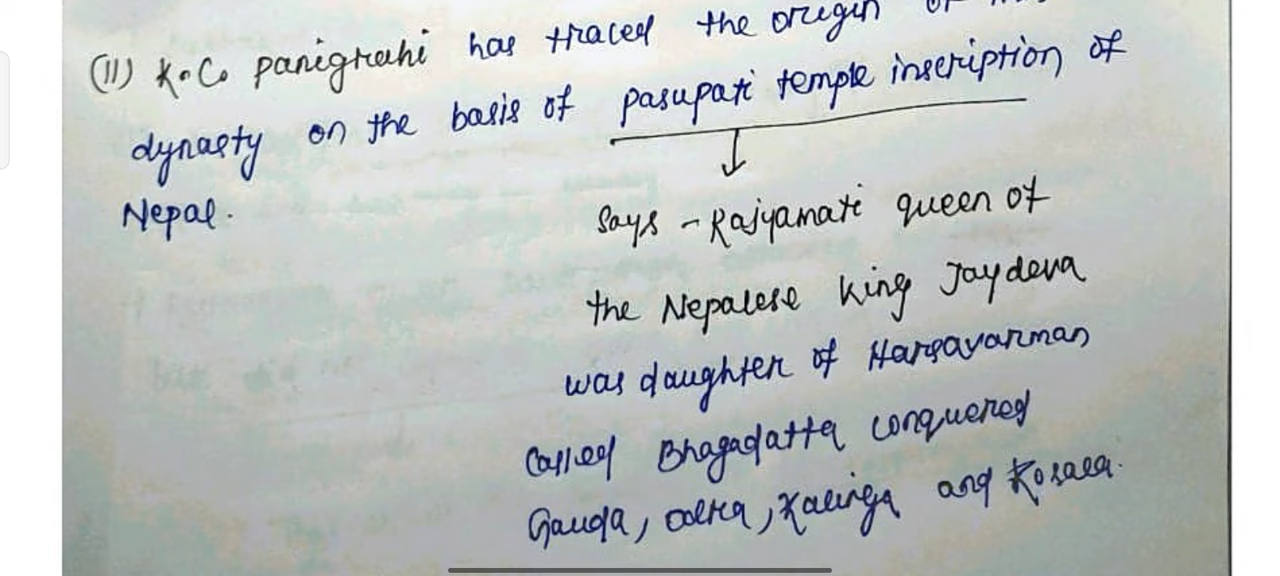 (II) K.C. panigrahi has traced the origin of
dynasty on the basis of pasupati temple inscription of
Nepal.
↓
Says - Rajyamati queen of
the Nepalese king Jaydeva
was daughter of Harsavarman
called Bhagadatta conquered
Gauda, odra, Kalinga and Kosala.